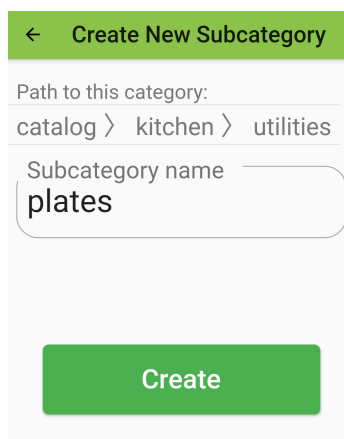 Create New Subcategory
Path to this category:
catalog 〉 kitchen 〉 utilities
Subcategory name
plates
Create